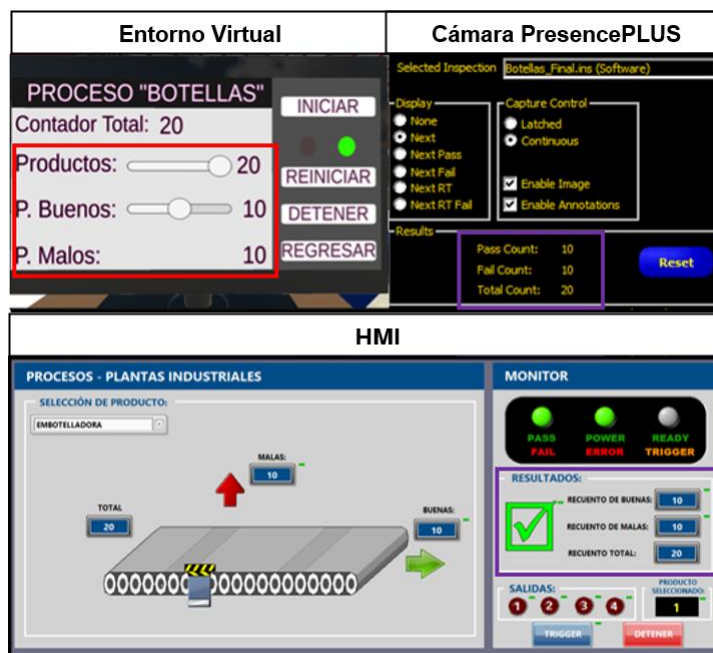 Entorno Virtual
Cámara PresencePLUS
PROCESO "BOTELLAS"
Contador Total: 20
Productos: 20
P. Buenos: 10
P. Malos: 10
INICIAR
REINICIAR
DETENER
REGRESAR
Selected Inspection Botellas_Final.ins (Software)
Display
None
Next
Next Pass
Next Fail
Next RT
Next RT Fail
Capture Control
Latched
Continuous
Enable Image
Enable Annotations
Results
Pass Count: 10
Fail Count: 10
Total Count: 20
Reset
HMI
PROCESOS - PLANTAS INDUSTRIALES
SELECCIÓN DE PRODUCTO:
EMBOTELLADORA
MALAS:
10
TOTAL
20
BUENAS:
10
MONITOR
PASS POWER READY
FAIL ERROR TRIGGER
RESULTADOS:
RECUENTO DE BUENAS: 10
RECUENTO DE MALAS: 10
RECUENTO TOTAL: 20
SALIDAS:
1 2 3 4
PRODUCTO
SELECCIONADO:
1
TRIGGER
DETENER